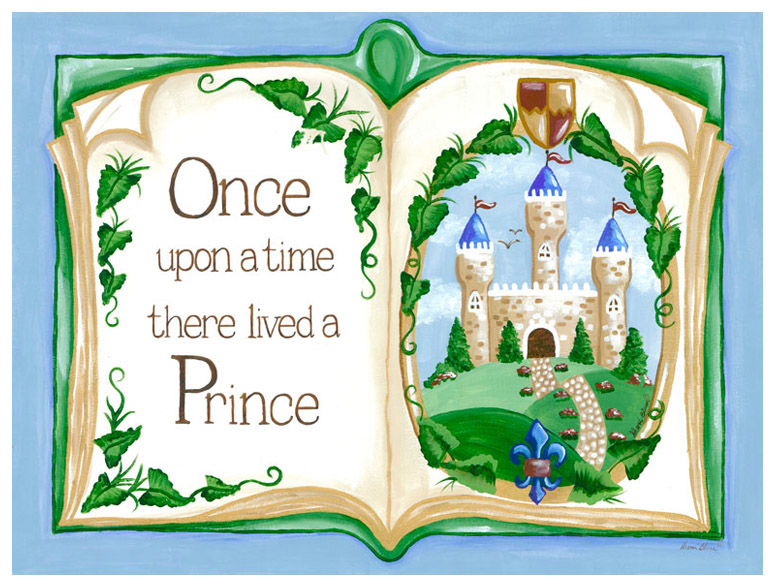 Once
upon a time
there lived a
Prince